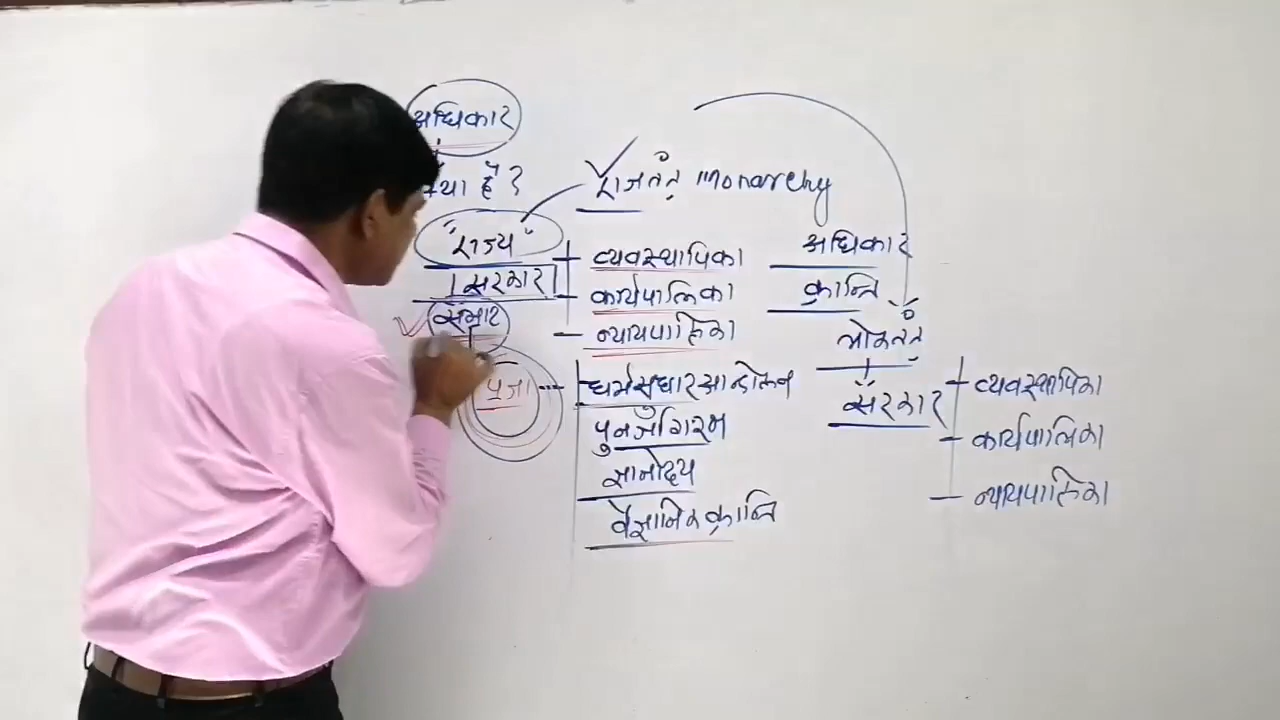 अधिकार
क्या है?
राजतंत्र monarchy
"राज्य"
सरकार
सम्राट
प्रजा
व्यवस्थापिका
कार्यपालिका
न्यायपालिका
धर्मसुधार आन्दोलन
पुनर्जागरण
ज्ञानोदय
वैज्ञानिक क्रान्ति
अधिकार
क्रान्ति
लोकतंत्र
सरकार
व्यवस्थापिका
कार्यपालिका
न्यायपालिका